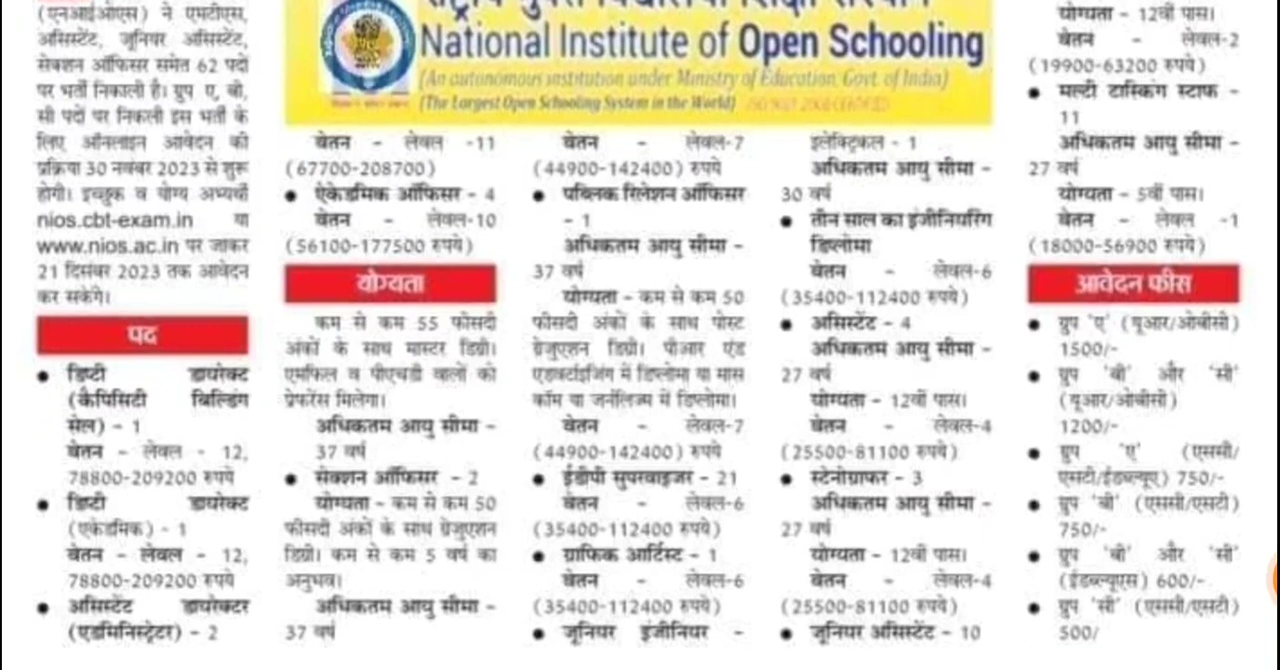 (एनआईओएस) ने एमटीएस,
असिस्टेंट, जूनियर असिस्टेंट,
सेक्शन ऑफिसर समेत 62 पदों
पर भर्ती निकाली है। ग्रुप ए, बी,
सी पदों पर निकली इस भर्ती के
लिए ऑनलाइन आवेदन की
प्रक्रिया 30 नवंबर 2023 से शुरू
होगी। इच्छुक व योग्य अभ्यर्थी
nios.cbt-exam.in या
www.nios.ac.in पर जाकर
21 दिसंबर 2023 तक आवेदन
कर सकेंगे।
पद
● डिप्टी डायरेक्ट
(कैपिसिटी बिल्डिंग
सेल) - 1
वेतन - लेवल - 12,
78800-209200 रुपये
● डिप्टी डायरेक्ट
(एकेडमिक) - 1
वेतन - लेवल - 12,
78800-209200 रुपये
● असिस्टेंट डायरेक्टर
(एडमिनिस्ट्रेटर) - 2
National Institute of Open Schooling
(An autonomous institution under Ministry of Education, Govt. of India)
(The Largest Open Schooling System in the World)
वेतन - लेवल -11
(67700-208700)
● ऐकेडमिक ऑफिसर - 4
वेतन - लेवल-10
(56100-177500 रुपये)
योग्यता
कम से कम 55 फीसदी
अंकों के साथ मास्टर डिग्री।
एमफिल व पीएचडी वालों को
प्रेफरेंस मिलेगा।
अधिकतम आयु सीमा -
37 वर्ष
● सेक्शन ऑफिसर - 2
योग्यता - कम से कम 50
फीसदी अंकों के साथ ग्रेजुएशन
डिग्री। कम से कम 5 वर्ष का
अनुभव।
अधिकतम आयु सीमा -
37 वर्ष
वेतन - लेवल-7
(44900-142400) रुपये
● पब्लिक रिलेशन ऑफिसर
- 1
अधिकतम आयु सीमा -
37 वर्ष
योग्यता - कम से कम 50
फीसदी अंकों के साथ पोस्ट
ग्रेजुएशन डिग्री। पीआर एंड
एडवर्टाइजिंग में डिप्लोमा या मास
कॉम या जर्नलिज्म में डिप्लोमा।
वेतन - लेवल-7
(44900-142400) रुपये
● ईडीपी सुपरवाइजर - 21
वेतन - लेवल-6
(35400-112400 रुपये)
● ग्राफिक आर्टिस्ट - 1
वेतन - लेवल-6
(35400-112400 रुपये)
● जूनियर इंजीनियर -
इलेक्ट्रिकल - 1
अधिकतम आयु सीमा -
30 वर्ष
● तीन साल का इंजीनियरिंग
डिप्लोमा
वेतन - लेवल-6
(35400-112400 रुपये)
● असिस्टेंट - 4
अधिकतम आयु सीमा -
27 वर्ष
योग्यता - 12वीं पास।
वेतन - लेवल-4
(25500-81100 रुपये)
● स्टेनोग्राफर - 3
अधिकतम आयु सीमा -
27 वर्ष
योग्यता - 12वीं पास।
वेतन - लेवल-4
(25500-81100 रुपये)
● जूनियर असिस्टेंट - 10
योग्यता - 12वीं पास।
वेतन - लेवल-2
(19900-63200 रुपये)
● मल्टी टास्किंग स्टाफ -
11
अधिकतम आयु सीमा -
27 वर्ष
योग्यता - 5वीं पास।
वेतन - लेवल -1
(18000-56900 रुपये)
आवेदन फीस
● ग्रुप 'ए' (यूआर/ओबीसी)
1500/-
● ग्रुप 'बी' और 'सी'
(यूआर/ओबीसी)
1200/-
● ग्रुप 'ए' (एससी/
एसटी/ईडब्ल्यू) 750/-
● ग्रुप 'बी' (एससी/एसटी)
750/-
● ग्रुप 'बी' और 'सी'
(ईडब्ल्यूएस) 600/-
● ग्रुप 'सी' (एससी/एसटी)
500/